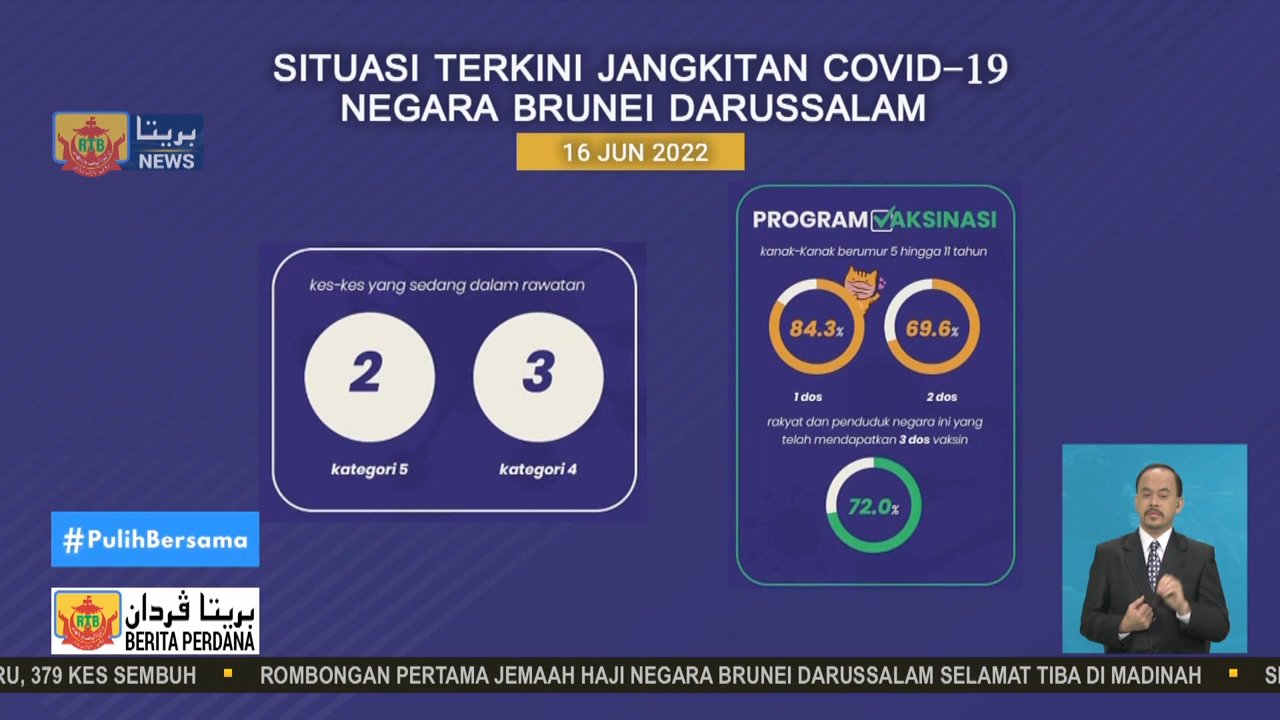 SITUASI TERKINI JANGKITAN COVID-19
NEGARA BRUNEI DARUSSALAM
16 JUN 2022
RTB
بريتا
NEWS
kes-kes yang sedang dalam rawatan
2
3
kategori 5
kategori 4
PROGRAM VAKSINASI
kanak-Kanak berumur 5 hingga 11 tahun
84.3%
69.6%
1 dos
2 dos
rakyat dan penduduk negara ini yang
telah mendapatkan 3 dos vaksin
72.0%
#PulihBersama
RTB
بريتا ڤردان
BERITA PERDANA
RU, 379 KES SEMBUH ▪ ROMBONGAN PERTAMA JEMAAH HAJI NEGARA BRUNEI DARUSSALAM SELAMAT TIBA DI MADINAH ▪